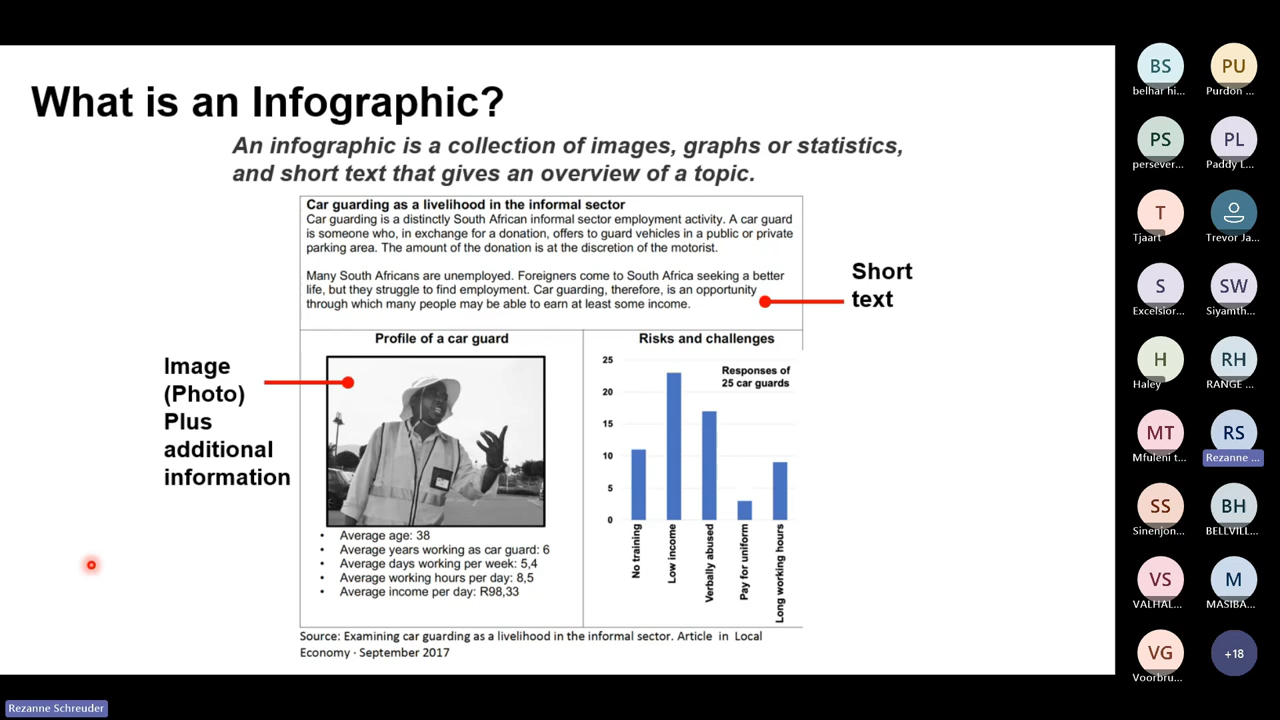 What is an Infographic?
An infographic is a collection of images, graphs or statistics,
and short text that gives an overview of a topic.
Car guarding as a livelihood in the informal sector
Car guarding is a distinctly South African informal sector employment activity. A car guard
is someone who, in exchange for a donation, offers to guard vehicles in a public or private
parking area. The amount of the donation is at the discretion of the motorist.
Many South Africans are unemployed. Foreigners come to South Africa seeking a better
life, but they struggle to find employment. Car guarding, therefore, is an opportunity
through which many people may be able to earn at least some income.
Short
text
Image
(Photo)
Plus
additional
information
Profile of a car guard
• Average age: 38
• Average years working as car guard: 6
• Average days working per week: 5,4
• Average working hours per day: 8,5
• Average income per day: R98,33
Risks and challenges
Responses of
25 car guards
25
20
15
10
5
0
No training
Low income
Verbally abused
Pay for uniform
Long working hours
Source: Examining car guarding as a livelihood in the informal sector. Article in Local
Economy · September 2017
BS
belhar hi...
PU
Purdon ...
PS
persever...
PL
Paddy L...
T
Tjaart
Trevor Ja...
S
Excelsior...
SW
Siyamth...
H
Haley
RH
RANGE ...
MT
Mfuleni t...
RS
Rezanne ...
SS
Sinenjon...
BH
BELLVILL...
VS
VALHAL...
M
MASIBA...
VG
Voorbru...
+18
Rezanne Schreuder